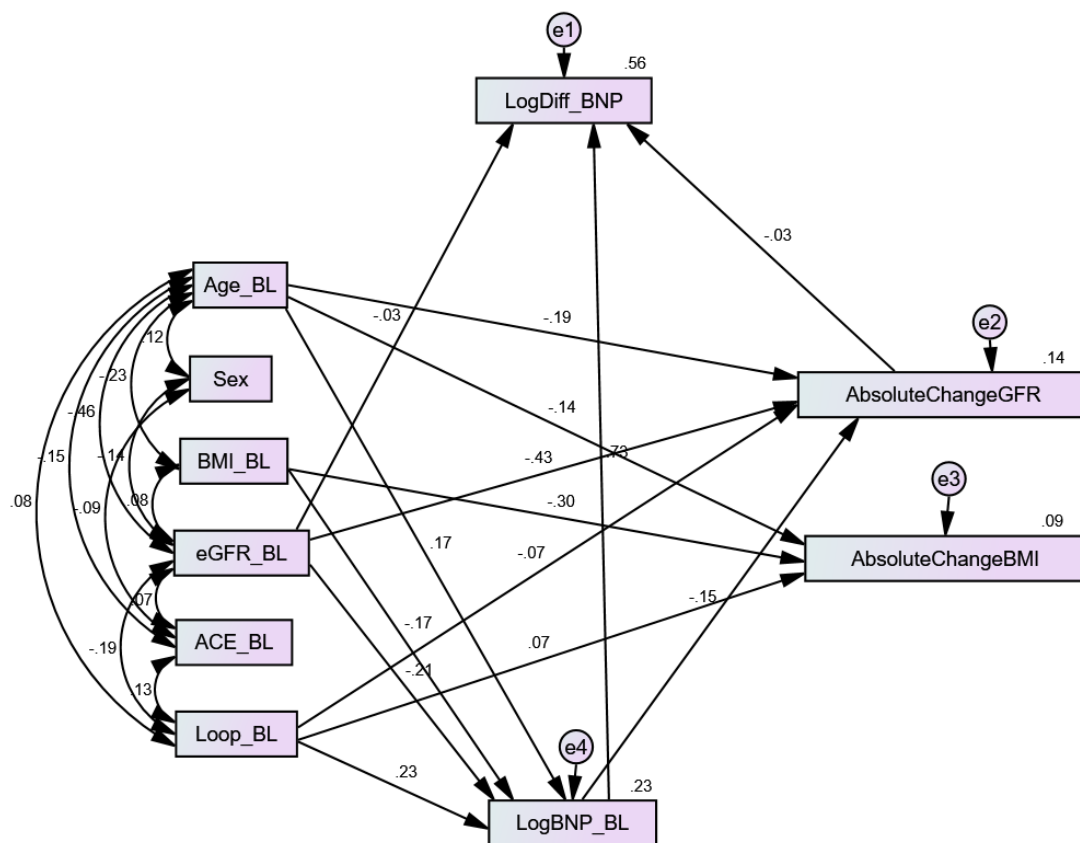 e1
.56
LogDiff_BNP
-.03
Age_BL
-.03
-.19
e2
.12
.14
Sex
AbsoluteChangeGFR
-.23
-.46
-.14
-.15
-.14
.73
BMI_BL
-.43
e3
.08
-.09
.08
-.30
.09
eGFR_BL
.17
-.07
AbsoluteChangeBMI
.07
-.15
-.17
ACE_BL
-.19
.07
-.21
.13
Loop_BL
e4
.23
.23
LogBNP_BL